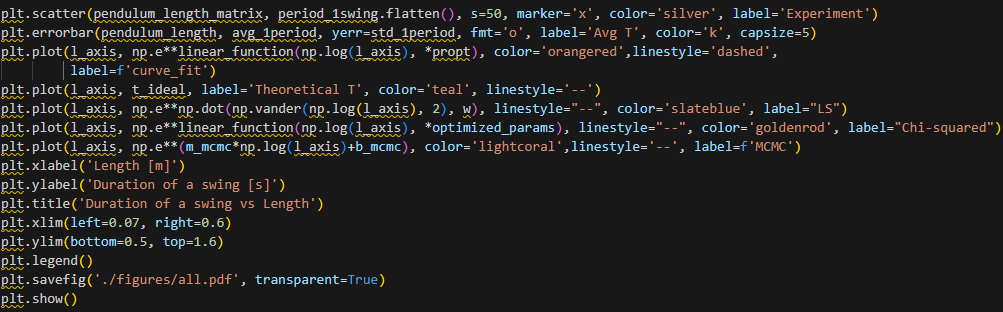 plt.scatter(pendulum_length_matrix, period_1swing.flatten(), s=50, marker='x', color='silver', label='Experiment')
plt.errorbar(pendulum_length, avg_1period, yerr=std_1period, fmt='o', label='Avg T', color='k', capsize=5)
plt.plot(l_axis, np.e**linear_function(np.log(l_axis), *propt), color='orangered',linestyle='dashed',
label=f'curve_fit')
plt.plot(l_axis, t_ideal, label='Theoretical T', color='teal', linestyle='--')
plt.plot(l_axis, np.e**np.dot(np.vander(np.log(l_axis), 2), w), linestyle="--", color='slateblue', label="LS")
plt.plot(l_axis, np.e**linear_function(np.log(l_axis), *optimized_params), linestyle="--", color='goldenrod', label="Chi-squared")
plt.plot(l_axis, np.e**(m_mcmc*np.log(l_axis)+b_mcmc), color='lightcoral',linestyle='--', label=f'MCMC')
plt.xlabel('Length [m]')
plt.ylabel('Duration of a swing [s]')
plt.title('Duration of a swing vs Length')
plt.xlim(left=0.07, right=0.6)
plt.ylim(bottom=0.5, top=1.6)
plt.legend()
plt.savefig('./figures/all.pdf', transparent=True)
plt.show()